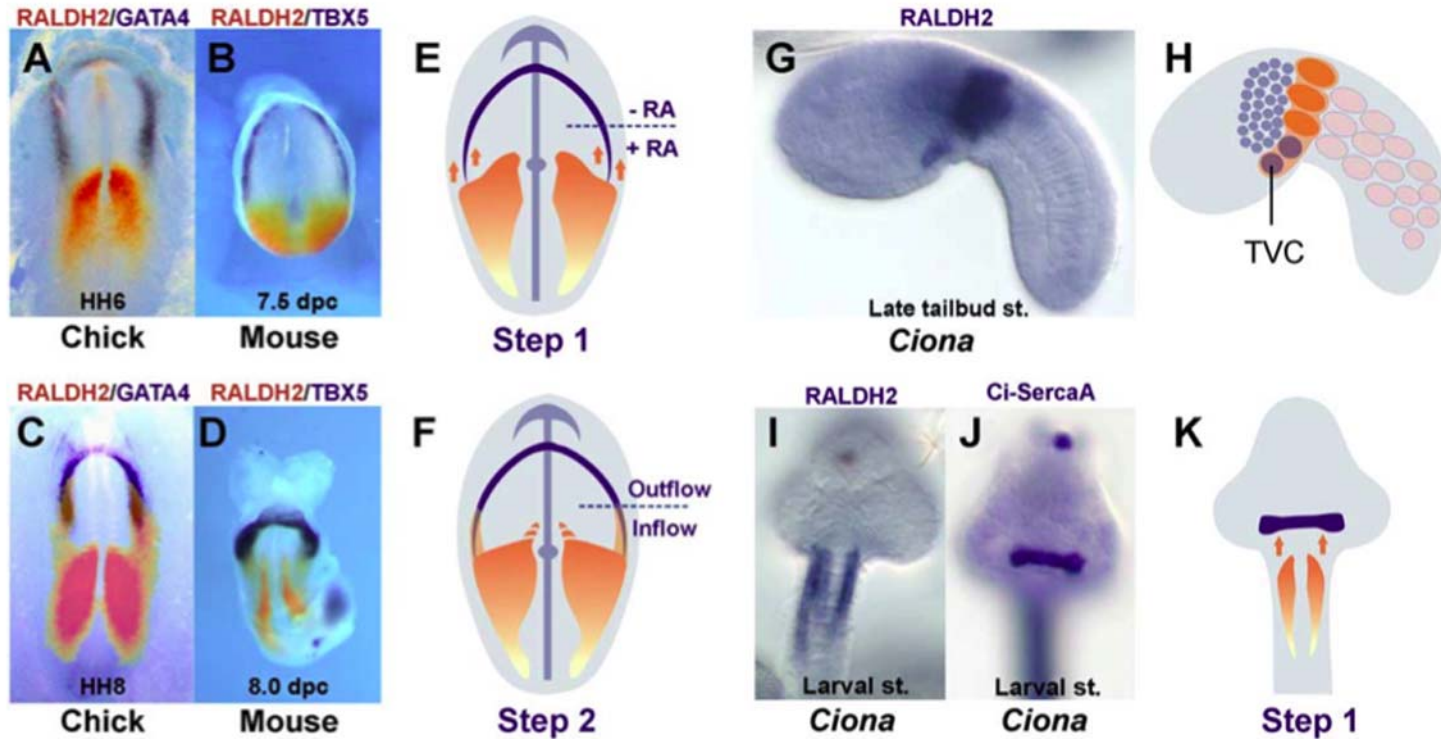 RALDH2/GATA4 RALDH2/TBX5
A B
HH6 7.5 dpc
Chick Mouse
E
- RA
+ RA
Step 1
RALDH2
G
Late tailbud st.
Ciona
H
TVC
RALDH2/GATA4 RALDH2/TBX5
C D
HH8 8.0 dpc
Chick Mouse
F
Outflow
Inflow
Step 2
RALDH2 Ci-SercaA
I J
Larval st. Larval st.
Ciona Ciona
K
Step 1